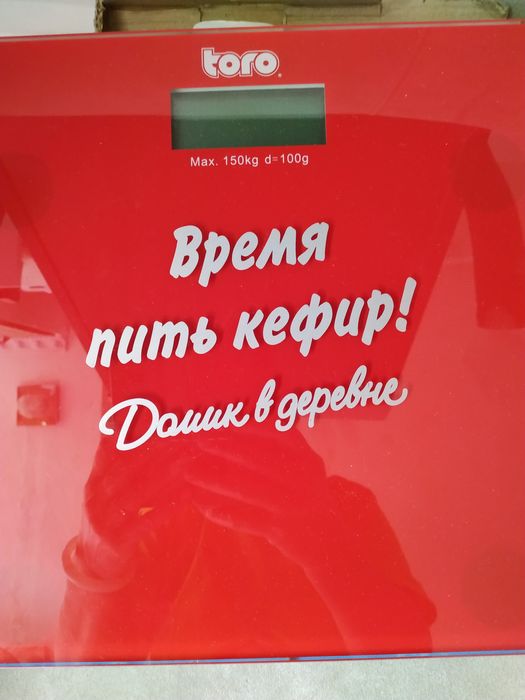 toro
Max. 150kg d=100g
Время
пить кефир!
Домик в деревне